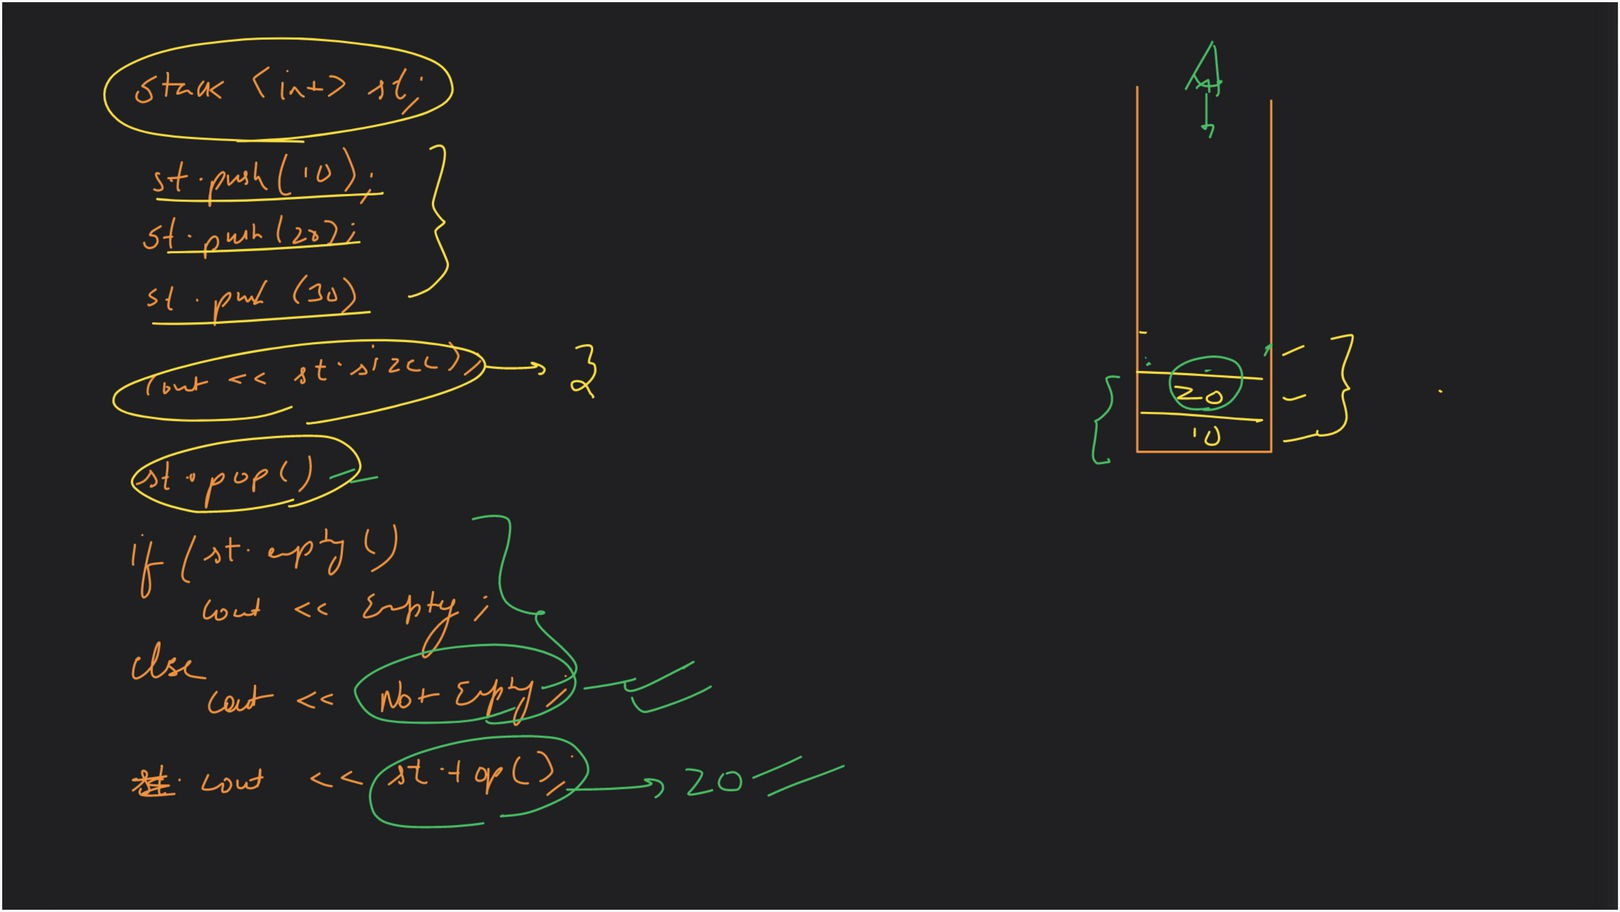 stack <int> st;
st.push(10);
st.push(20);
st.push (30)
cout << st.size();
→ 3
st.pop()
if (st.empty()
cout << Empty;
else
cout << Not Empty;
st. cout << st.top(); → 20
20
10